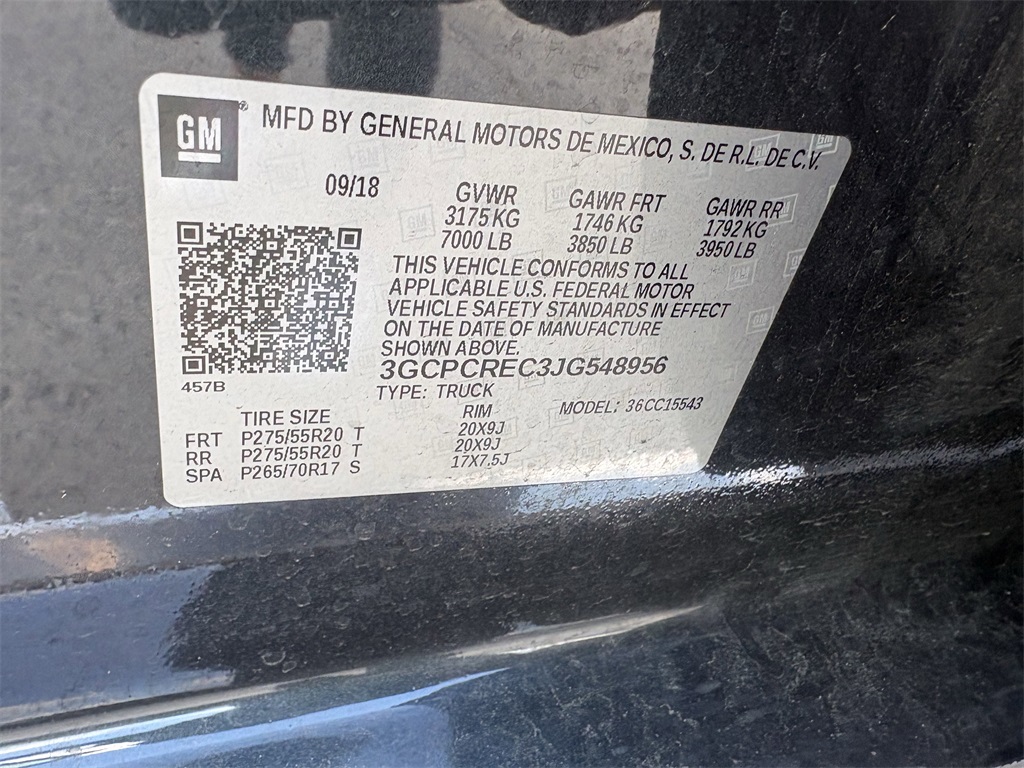 GM® MFD BY GENERAL MOTORS DE MEXICO, S. DE R.L. DE C.V.
09/18 GVWR GAWR FRT GAWR RR
3175 KG 1746 KG 1792 KG
7000 LB 3850 LB 3950 LB
THIS VEHICLE CONFORMS TO ALL
APPLICABLE U.S. FEDERAL MOTOR
VEHICLE SAFETY STANDARDS IN EFFECT
ON THE DATE OF MANUFACTURE
SHOWN ABOVE.
3GCPCREC3JG548956
457B
TYPE: TRUCK
MODEL: 36CC15543
TIRE SIZE RIM
FRT P275/55R20 T 20X9J
RR P275/55R20 T 20X9J
SPA P265/70R17 S 17X7.5J